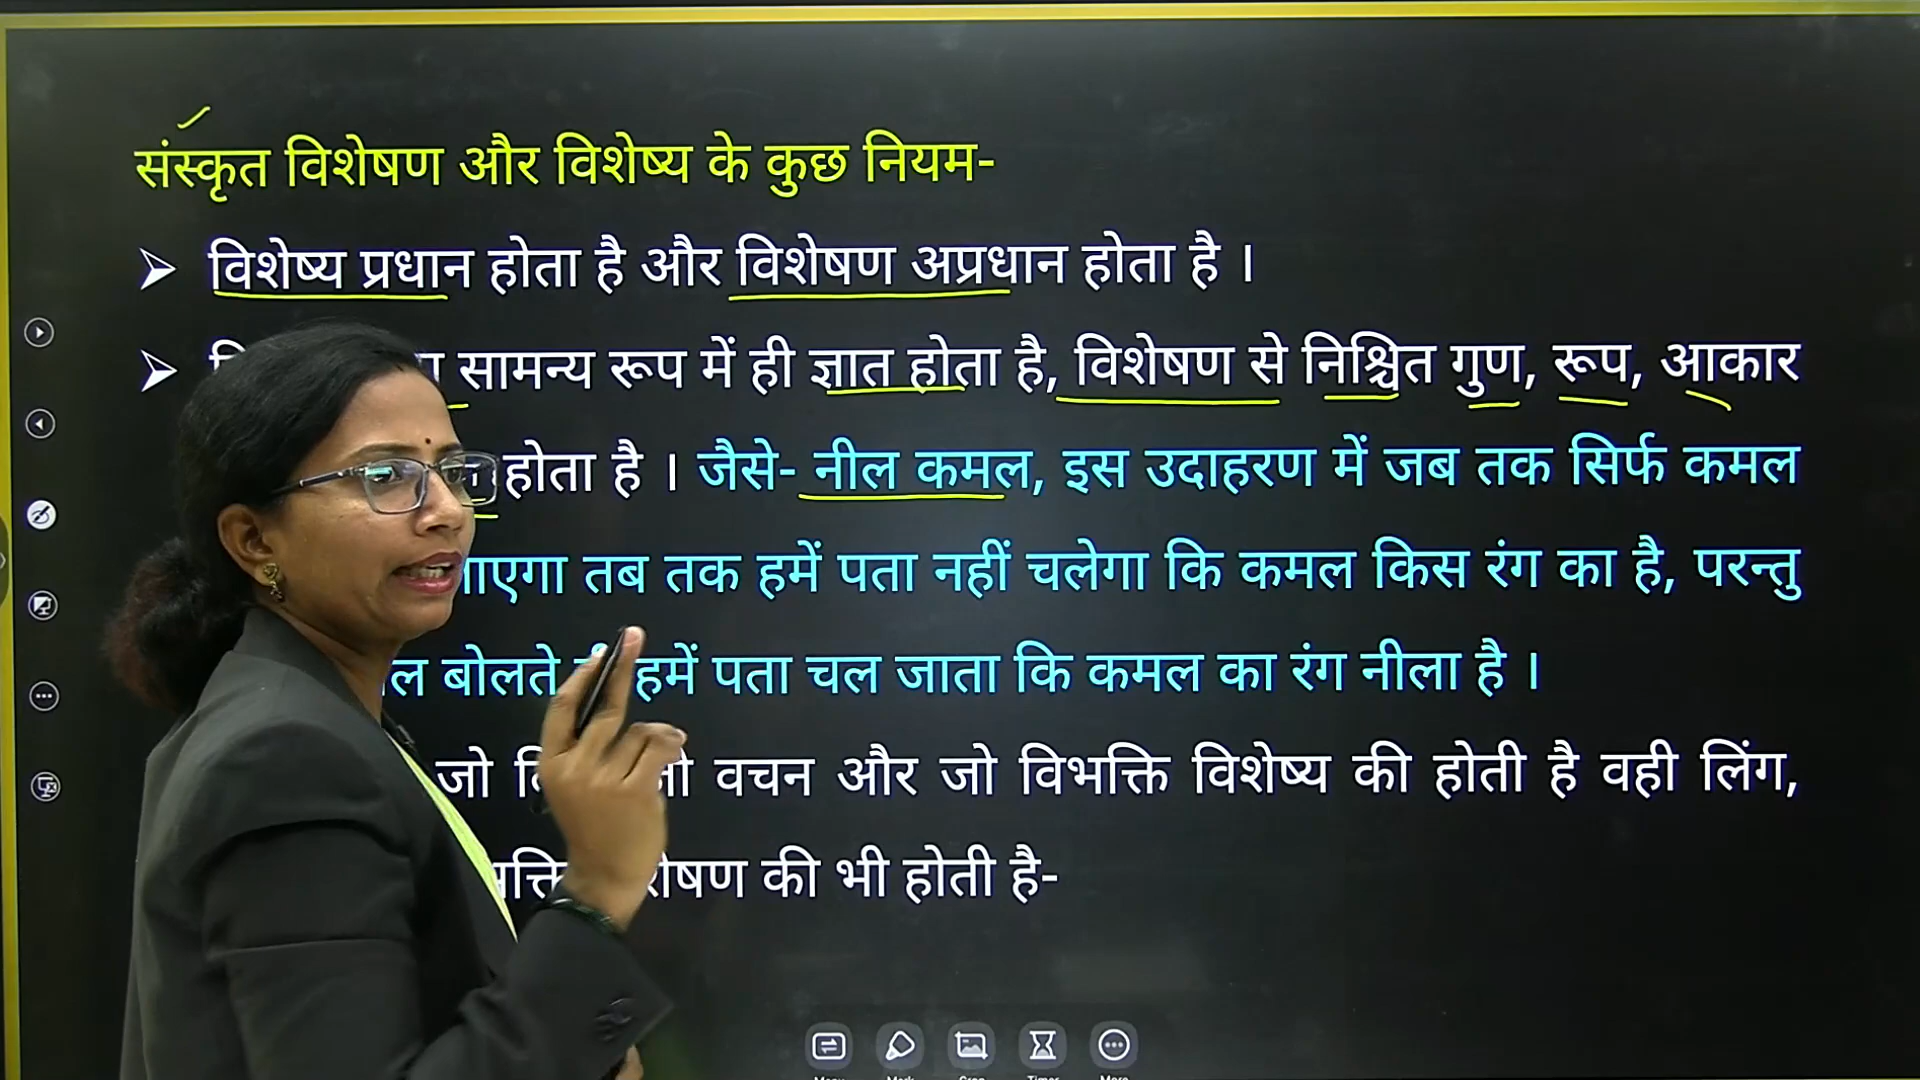 संस्कृत विशेषण और विशेष्य के कुछ नियम-
➢ विशेष्य प्रधान होता है और विशेषण अप्रधान होता है ।
➢ सामन्य रूप में ही ज्ञात होता है, विशेषण से निश्चित गुण, रूप, आकार
होता है । जैसे- नील कमल, इस उदाहरण में जब तक सिर्फ कमल
तब तक हमें पता नहीं चलेगा कि कमल किस रंग का है, परन्तु
बोलते हमें पता चल जाता कि कमल का रंग नीला है ।
जो वचन और जो विभक्ति विशेष्य की होती है वही लिंग,
की भी होती है-